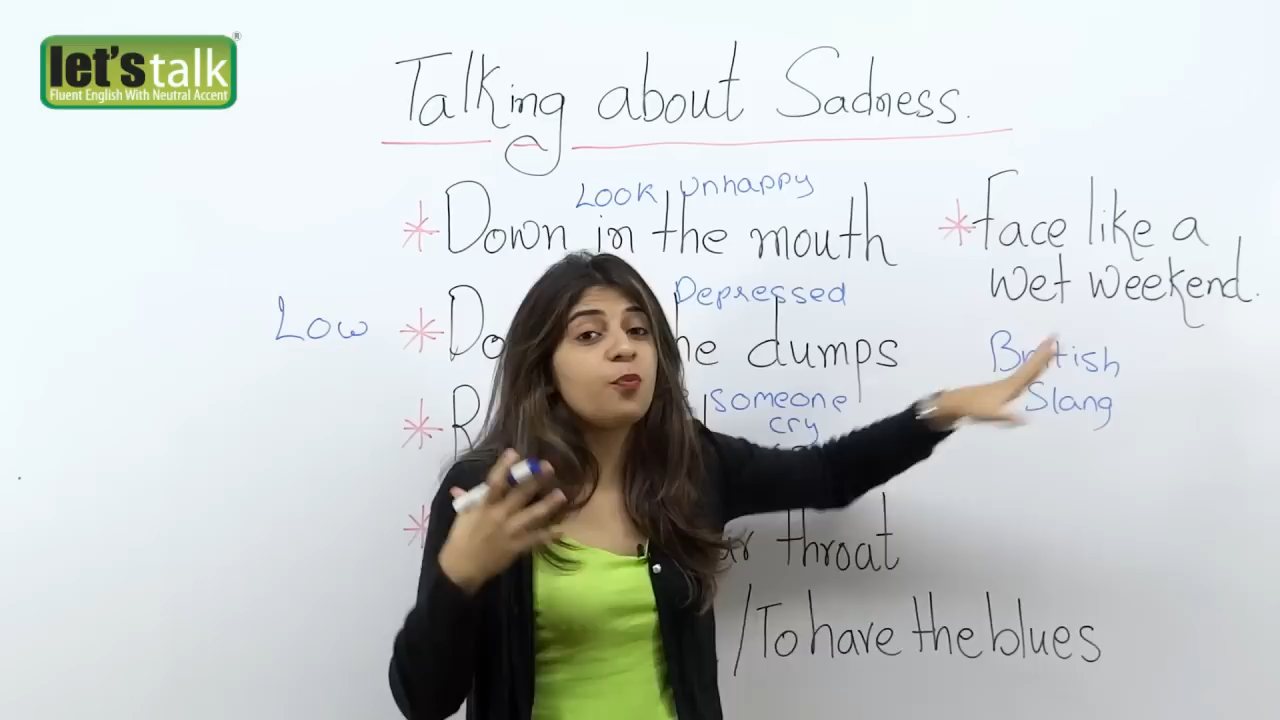 let's talk
Fluent English With Neutral Accent
Talking about Sadness.
Look Unhappy
* Down in the mouth
Depressed
Low
* dumps
someone
cry
* throat
/To have the blues
* Face like a
wet weekend.
British
Slang